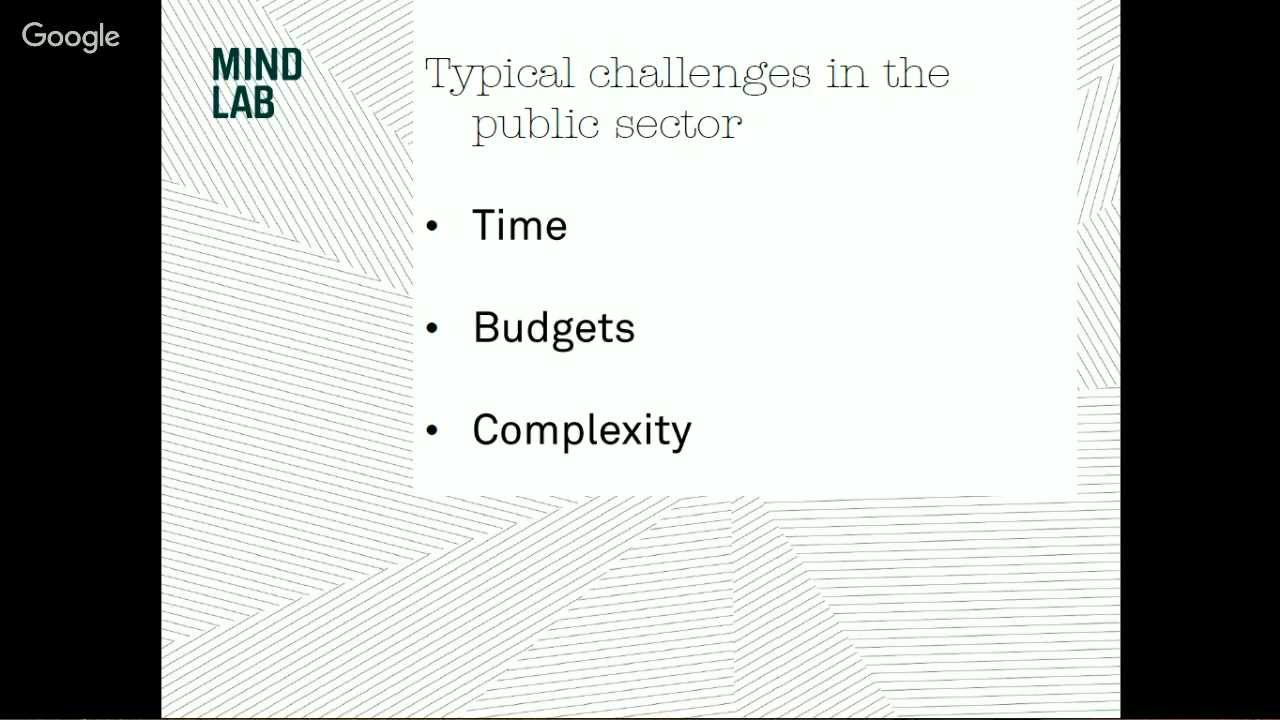 Google
MIND
LAB
Typical challenges in the
public sector
• Time
• Budgets
• Complexity